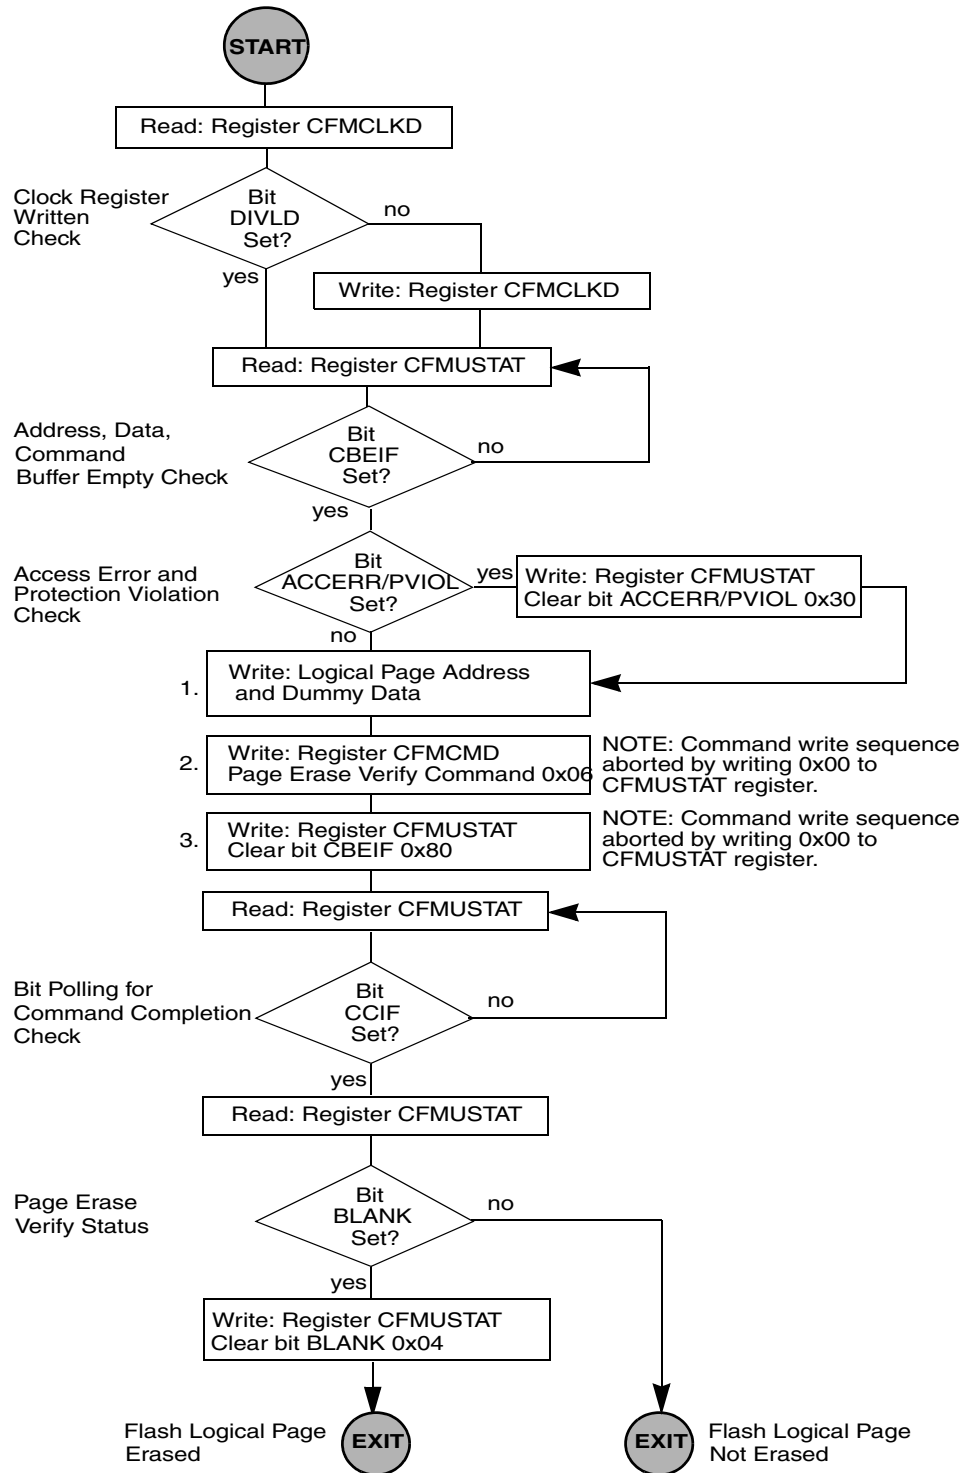 START
Read: Register CFMCLKD
Clock Register
Written
Check
Bit
DIVLD
Set?
no
yes
Write: Register CFMCLKD
Read: Register CFMUSTAT
Address, Data,
Command
Buffer Empty Check
Bit
CBEIF
Set?
no
yes
Access Error and
Protection Violation
Check
Bit
ACCERR/PVIOL
Set?
yes
Write: Register CFMUSTAT
Clear bit ACCERR/PVIOL 0x30
no
1.
Write: Logical Page Address
and Dummy Data
2.
Write: Register CFMCMD
Page Erase Verify Command 0x06
NOTE: Command write sequence
aborted by writing 0x00 to
CFMUSTAT register.
3.
Write: Register CFMUSTAT
Clear bit CBEIF 0x80
NOTE: Command write sequence
aborted by writing 0x00 to
CFMUSTAT register.
Read: Register CFMUSTAT
Bit Polling for
Command Completion
Check
Bit
CCIF
Set?
no
yes
Read: Register CFMUSTAT
Page Erase
Verify Status
Bit
BLANK
Set?
no
yes
Write: Register CFMUSTAT
Clear bit BLANK 0x04
Flash Logical Page
Erased
EXIT
EXIT
Flash Logical Page
Not Erased